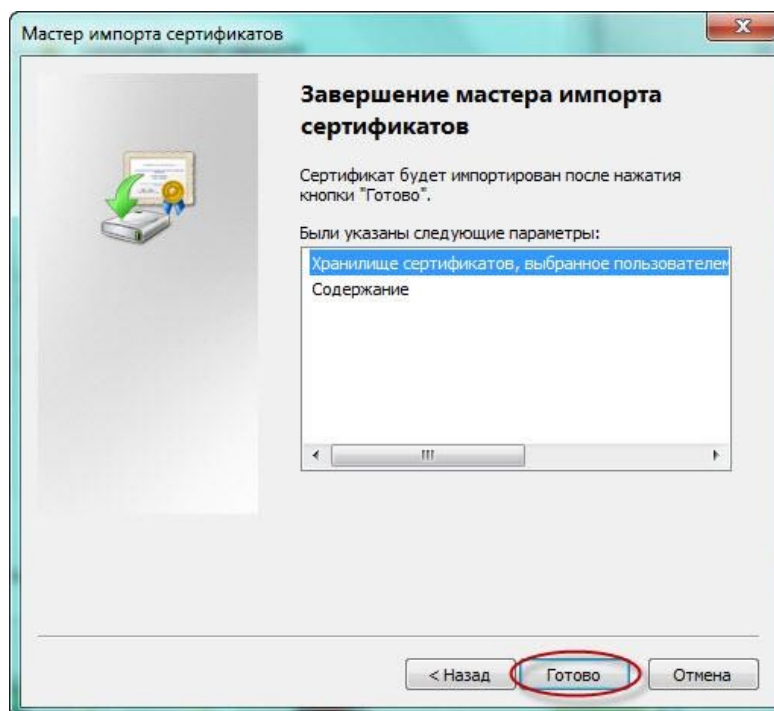 Мастер импорта сертификатов
Завершение мастера импорта
сертификатов
Сертификат будет импортирован после нажатия
кнопки "Готово".
Были указаны следующие параметры:
Хранилище сертификатов, выбранное пользователем
Содержание
< Назад
Готово
Отмена